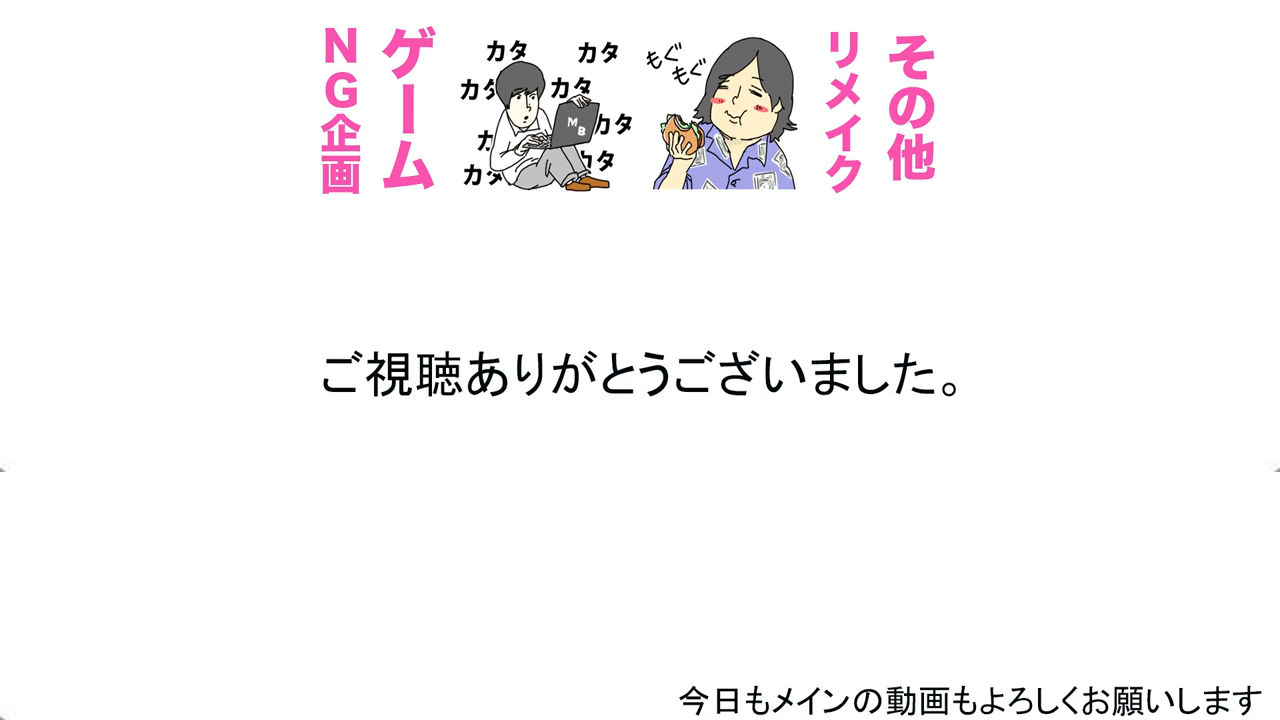 ゲーム
NG企画
カタ
カタ
カタ
カタ
カタ
カ
カタ
カタ
MB
もぐ
もぐ
その他
リメイク
ご視聴ありがとうございました。
今日もメインの動画もよろしくお願いします